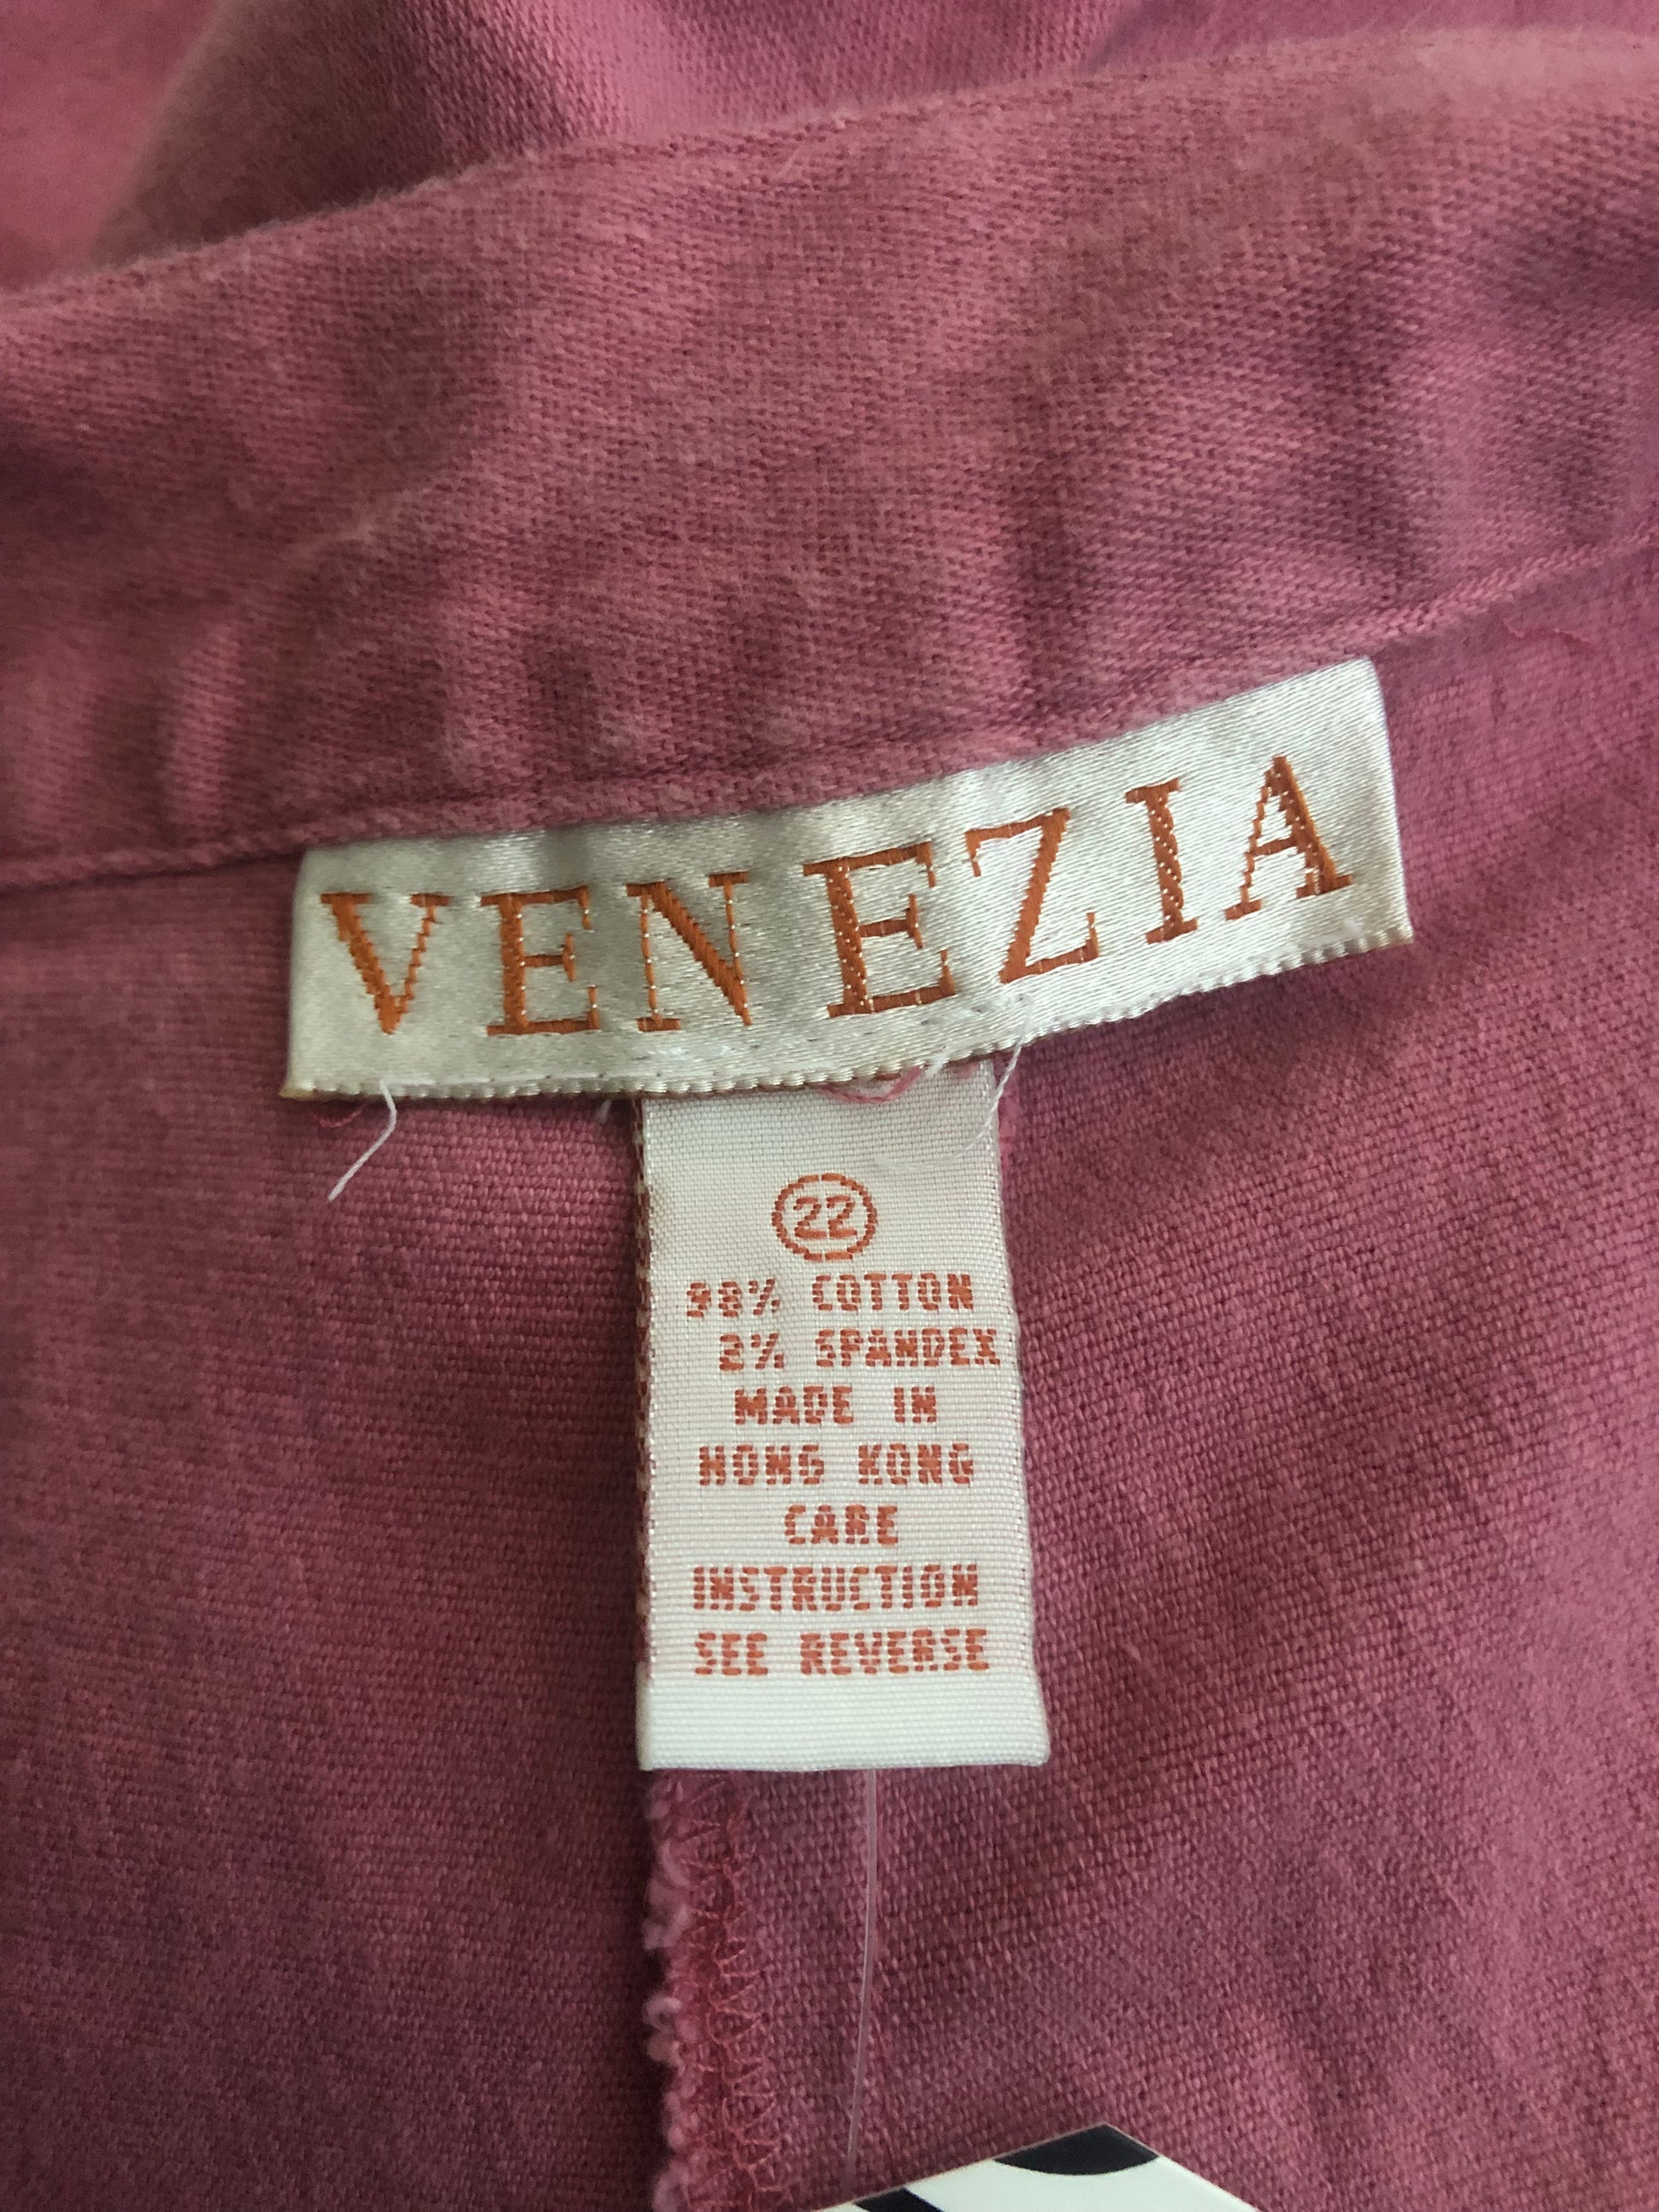 VENEZIA
22
98% COTTON
2% SPANDEX
MADE IN
HONG KONG
CARE
INSTRUCTION
SEE REVERSE